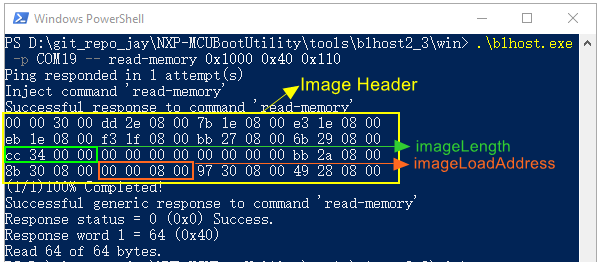 Windows PowerShell
PS D:\git_repo_jay\NXP-MCUBootUtility\tools\blhost2_3\win> .\blhost.exe
-p COM19 -- read-memory 0x1000 0x40 0x110
Ping responded in 1 attempt(s)
Inject command 'read-memory'
Image Header
Successful response to command 'read-memory'
00 00 30 00 dd 2e 08 00 7b 1e 08 00 e3 1e 08 00
eb 1e 08 00 f3 1f 08 00 bb 27 08 00 6b 29 08 00
imageLength
cc 34 00 00 00 00 00 00 00 00 00 00 bb 2a 08 00
imageLoadAddress
8b 30 08 00 00 00 08 00 97 30 08 00 49 28 08 00
(1/1)100% Completed!
Successful generic response to command 'read-memory'
Response status = 0 (0x0) Success.
Response word 1 = 64 (0x40)
Read 64 of 64 bytes.